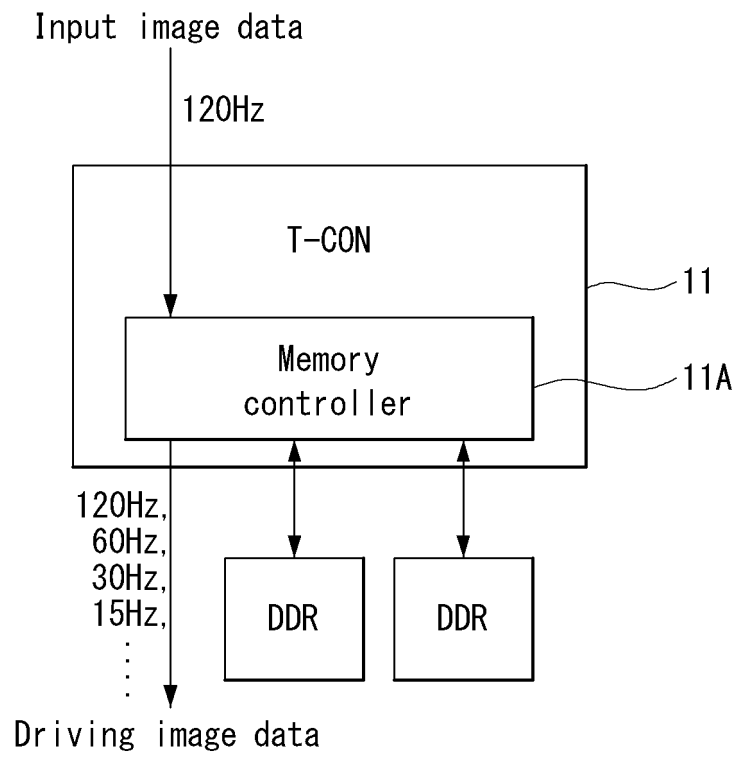 Input image data
120Hz
T-CON
11
Memory
controller
11A
120Hz,
60Hz,
30Hz,
15Hz,
DDR
DDR
Driving image data